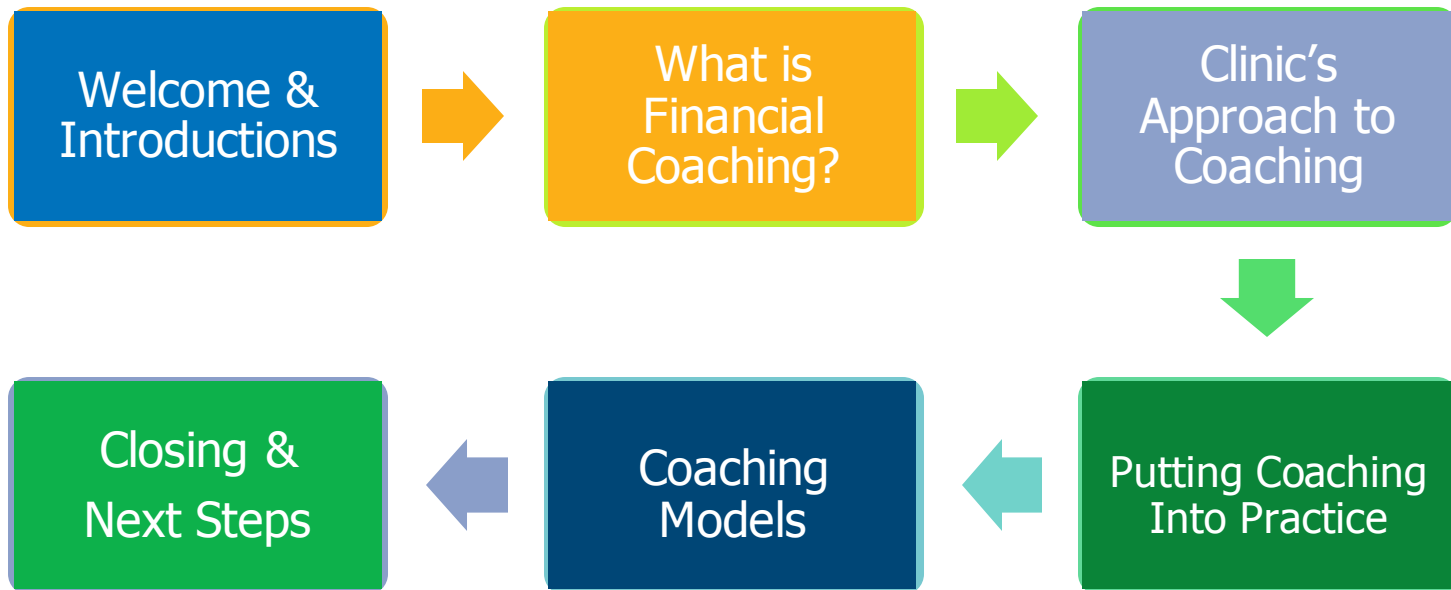 Welcome &
Introductions
What is
Financial
Coaching?
Clinic’s
Approach to
Coaching
Putting Coaching
Into Practice
Coaching
Models
Closing &
Next Steps